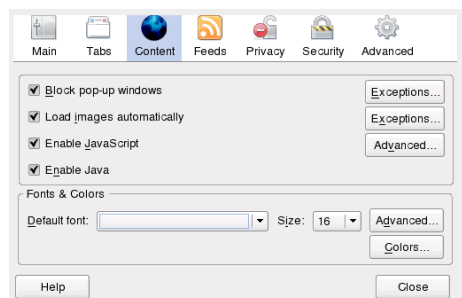 Main Tabs Content Feeds Privacy Security Advanced
Block pop-up windows Exceptions...
Load images automatically Exceptions...
Enable JavaScript Advanced...
Enable Java
Fonts & Colors
Default font: Size: 16 Advanced...
Colors...
Help Close